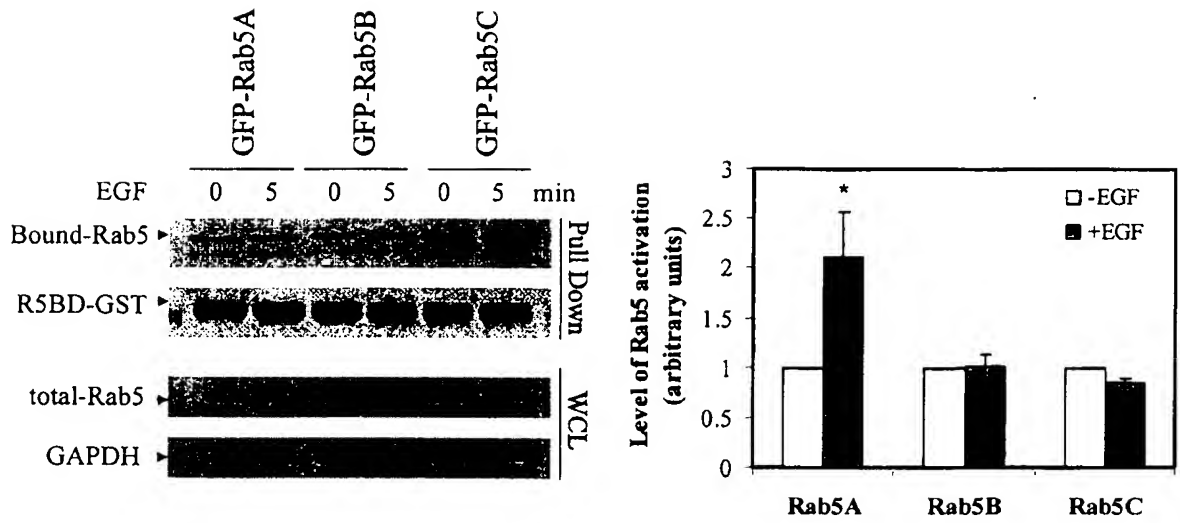 GFP-Rab5A
GFP-Rab5B
GFP-Rab5C
EGF 0 5 0 5 0 5 min
Bound-Rab5
R5BD-GST
Pull Down
total-Rab5
GAPDH
WCL
Level of Rab5 activation
(arbitrary units)
3
2.5
2
1.5
1
0.5
0
*
-EGF
+EGF
Rab5A Rab5B Rab5C